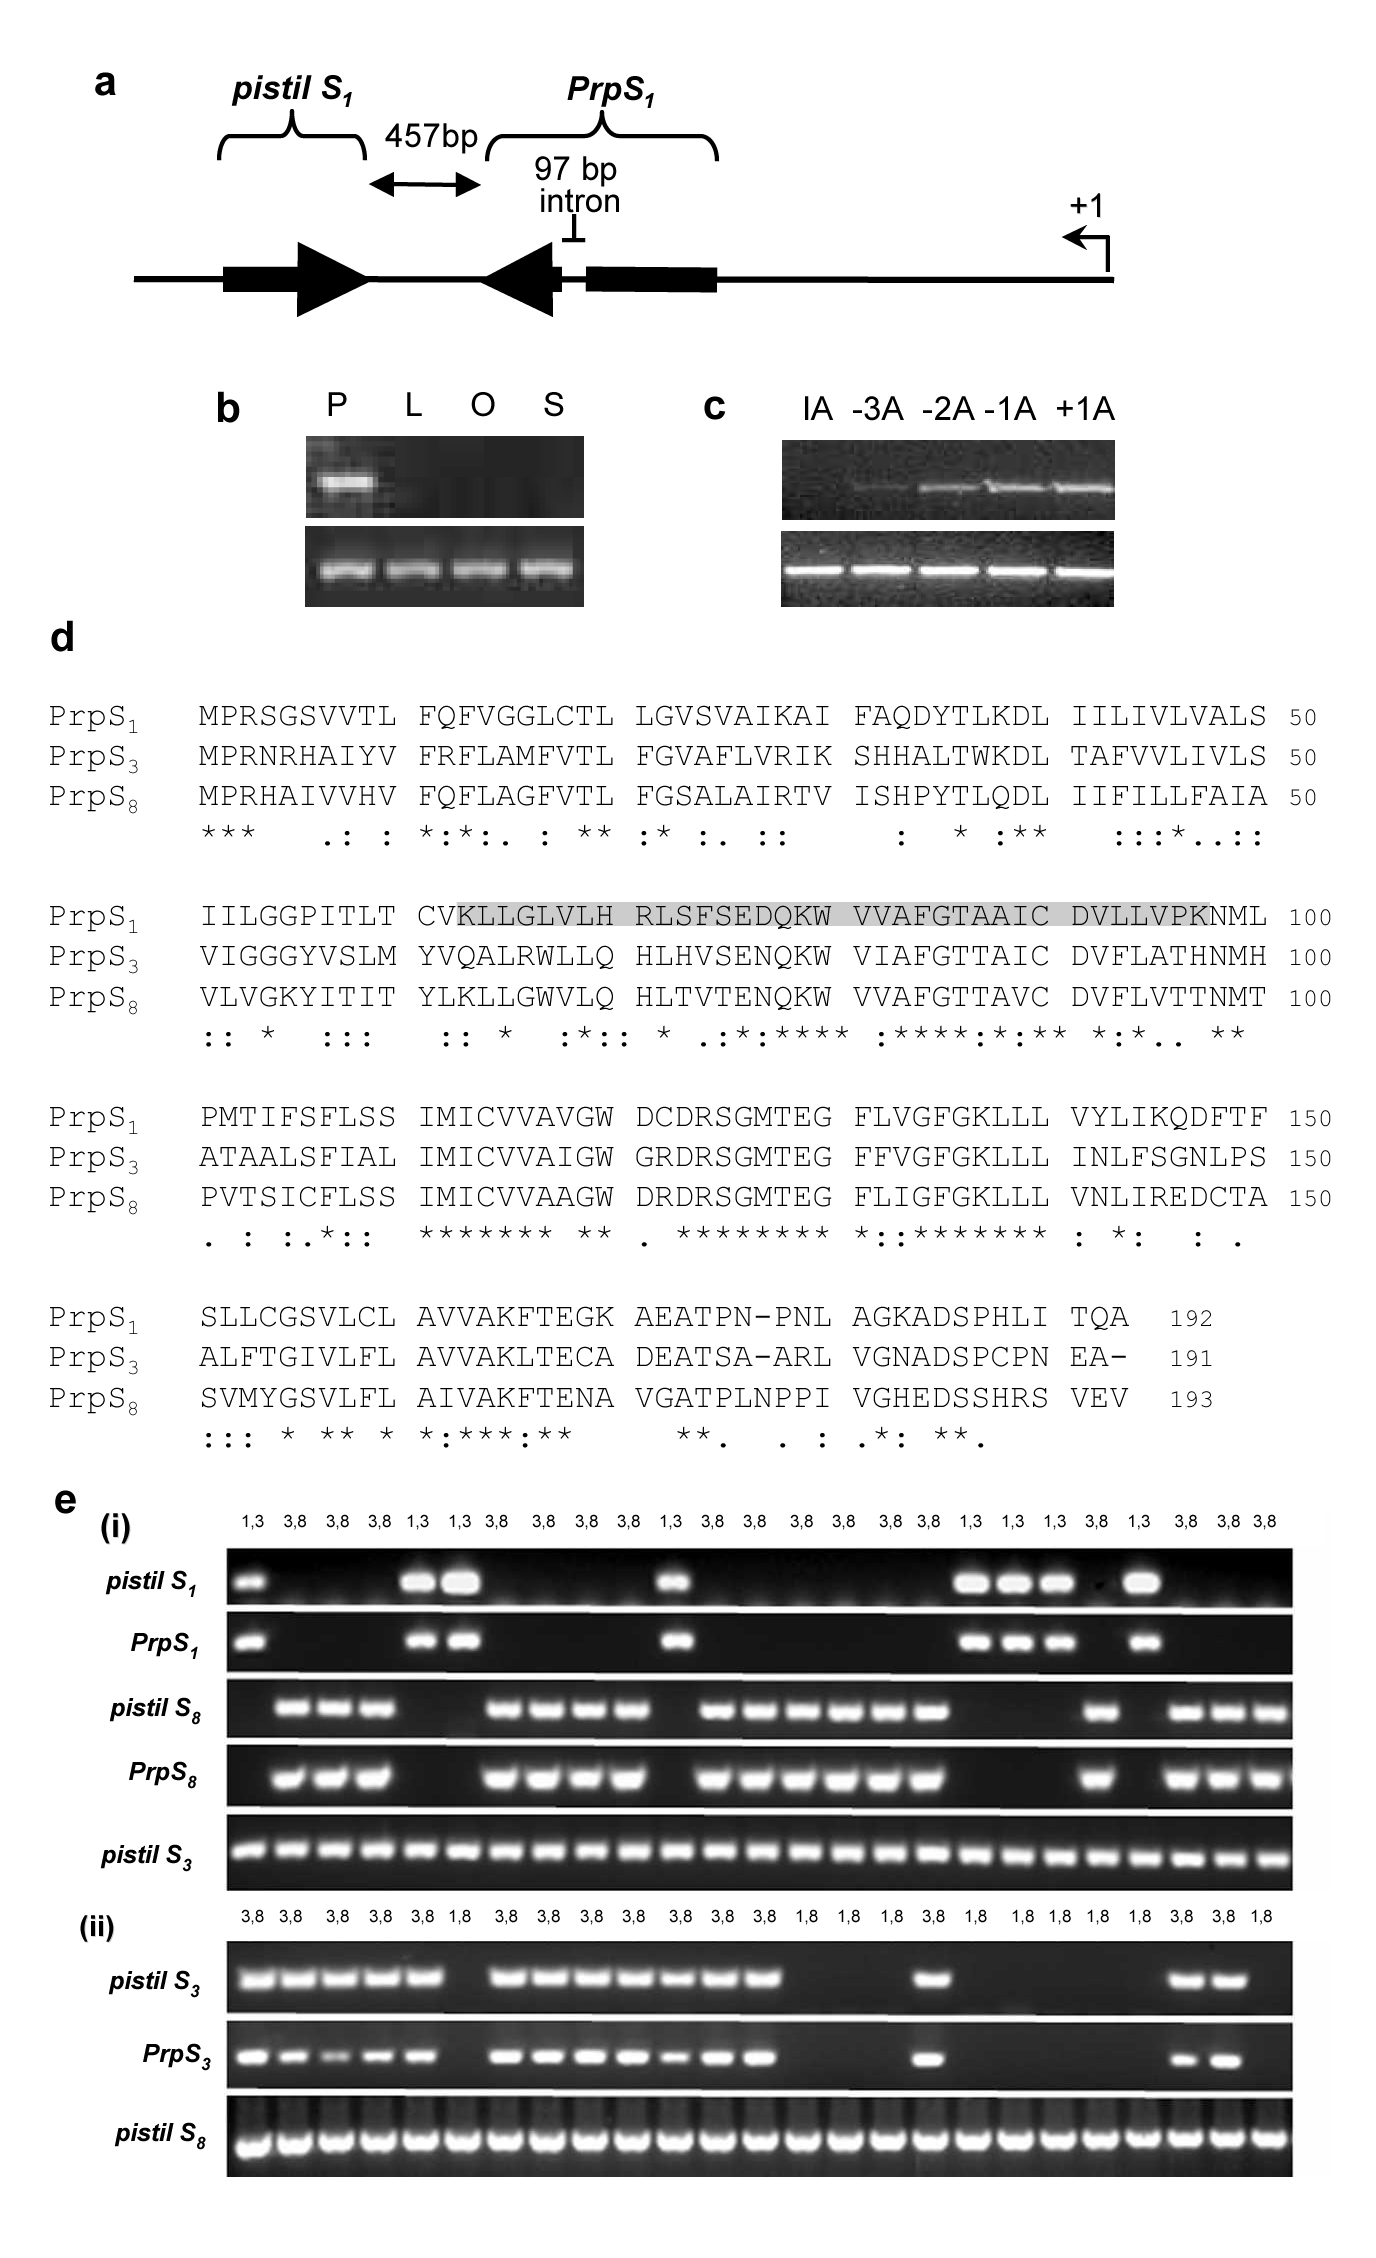 a
pistil S1 PrpS1
457bp
97 bp
intron
+1
b P L O S
c IA -3A -2A -1A +1A
d
PrpS1 MPRSGSVVTL FQFVGGLCTL LGVSVAIKAI FAQDYTLKDL IILIVLVALS 50
PrpS3 MPRNRHAIYV FRFLAMFVTL FGVAFLVRIK SHHALTWKDL TAFVVLIVLS 50
PrpS8 MPRHAIVVHV FQFLAGFVTL FGSALAIRTV ISHPYTLQDL IIFILLFAIA 50
*** .: : *:*:. : ** :* :. :: : * :** :::*..::
PrpS1 IILGGPITLT CVKLLGLVLH RLSFSEDQKW VVAFGTAAIC DVLLVPKNML 100
PrpS3 VIGGGYVSLM YVQALRWLLQ HLHVSENQKW VIAFGTTAIC DVFLATHNMH 100
PrpS8 VLVGKYITIT YLKLLGWVLQ HLTVTENQKW VVAFGTTAVC DVFLVTTNMT 100
:: * ::: :: * :*:: * .:*:**** :****:*:** *:*.. **
PrpS1 PMTIFSFLSS IMICVVAVGW DCDRSGMTEG FLVGFGKLLL VYLIKQDFTF 150
PrpS3 ATAALSFIAL IMICVVAIGW GRDRSGMTEG FFVGFGKLLL INLFSGNLPS 150
PrpS8 PVTSICFLSS IMICVVAAGW DRDRSGMTEG FLIGFGKLLL VNLIREDCTA 150
. : :.*:: ******* ** . ******** *::******* : *: : .
PrpS1 SLLCGSVLCL AVVAKFTEGK AEATPN-PNL AGKADSPHLI TQA 192
PrpS3 ALFTGIVLFL AVVAKLTECA DEATSA-ARL VGNADSPCPN EA- 191
PrpS8 SVMYGSVLFL AIVAKFTENA VGATPLNPPI VGHEDSSHRS VEV 193
::: * ** * *:***:** **. . : .*: **.
e
(i) 1,3 3,8 3,8 3,8 1,3 1,3 3,8 3,8 3,8 3,8 1,3 3,8 3,8 3,8 3,8 3,8 3,8 1,3 1,3 1,3 3,8 1,3 3,8 3,8 3,8
pistil S1
PrpS1
pistil S8
PrpS8
pistil S3
(ii) 3,8 3,8 3,8 3,8 3,8 1,8 3,8 3,8 3,8 3,8 3,8 3,8 3,8 1,8 1,8 1,8 3,8 1,8 1,8 1,8 1,8 1,8 3,8 3,8 1,8
pistil S3
PrpS3
pistil S8